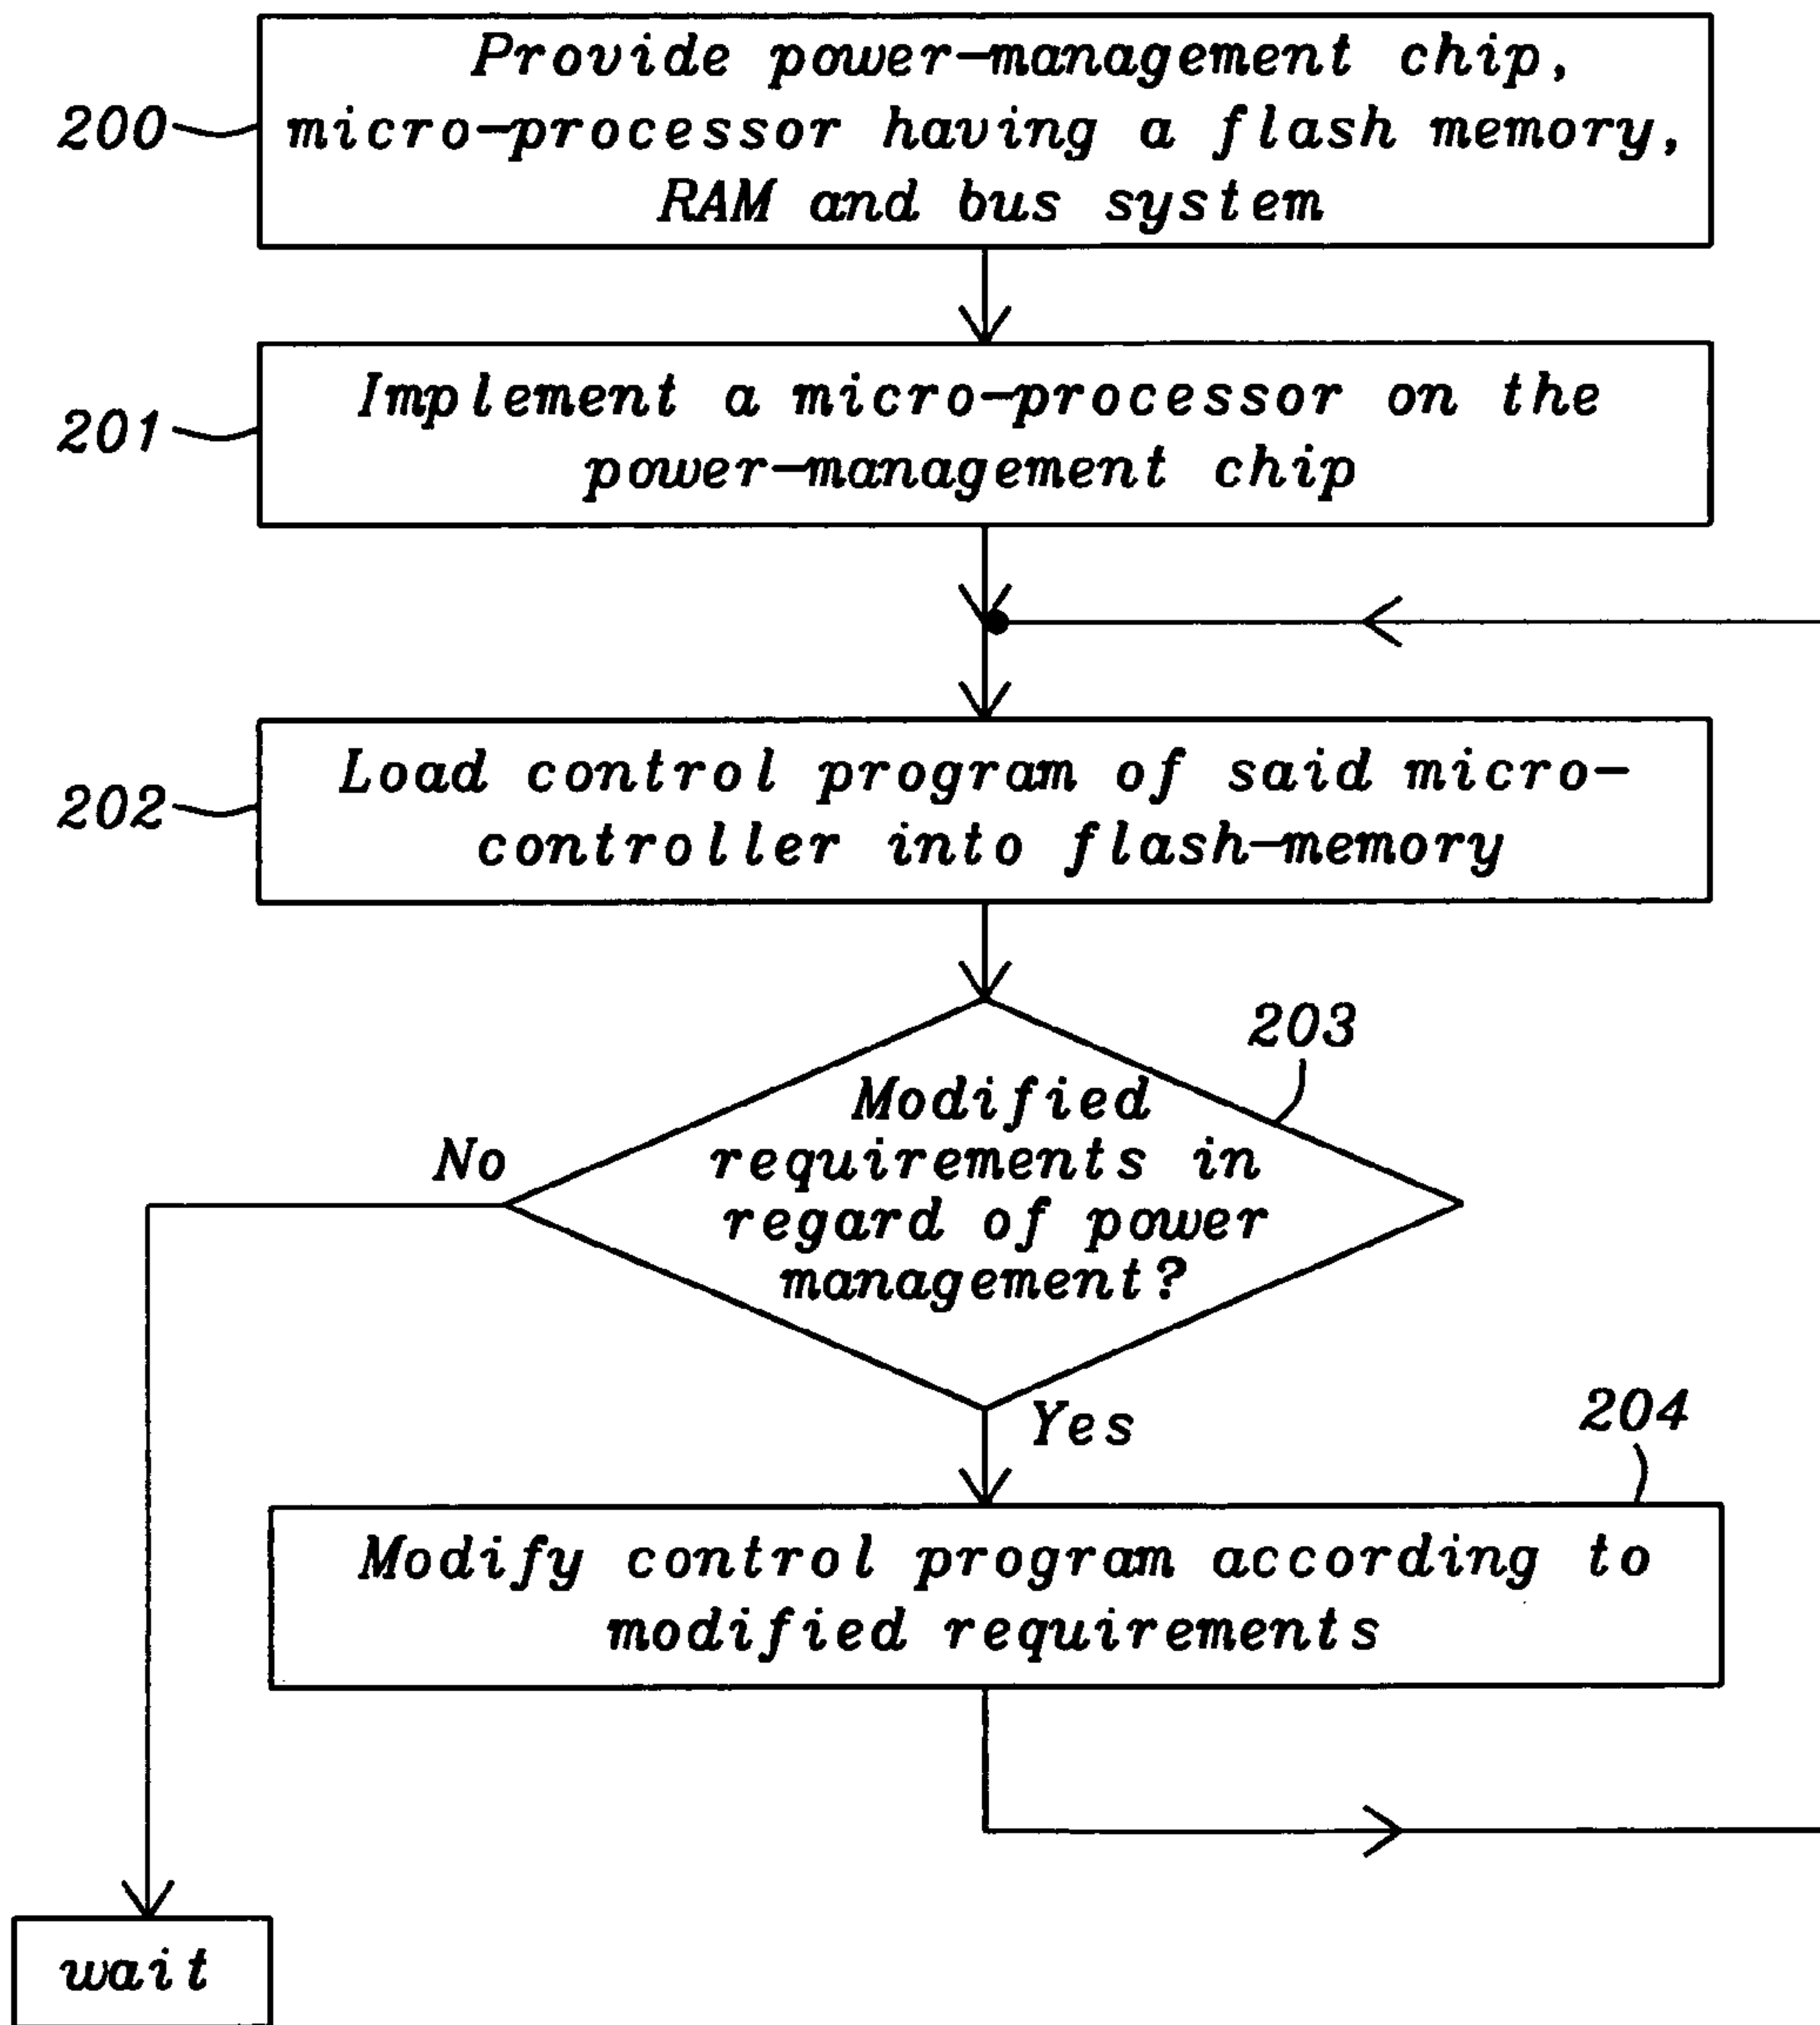 Provide power-management chip,
200
micro-processor having a flash memory,
RAM and bus system
Implement a micro-processor on the
201
power-management chip
Load control program of said micro-
202
controller into flash-memory
203
Modified
No
requirements in
regard of power
management?
Yes
204
Modify control program according to
modified requirements
wait